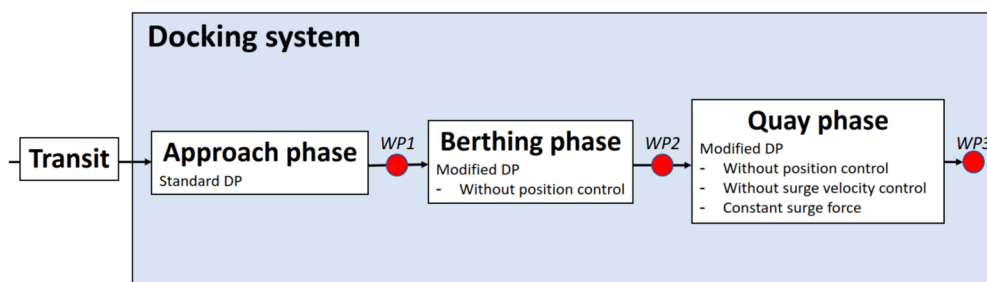 Docking system
Transit
Approach phase
Standard DP
WP1
Berthing phase
Modified DP
- Without position control
WP2
Quay phase
Modified DP
- Without position control
- Without surge velocity control
- Constant surge force
WP3